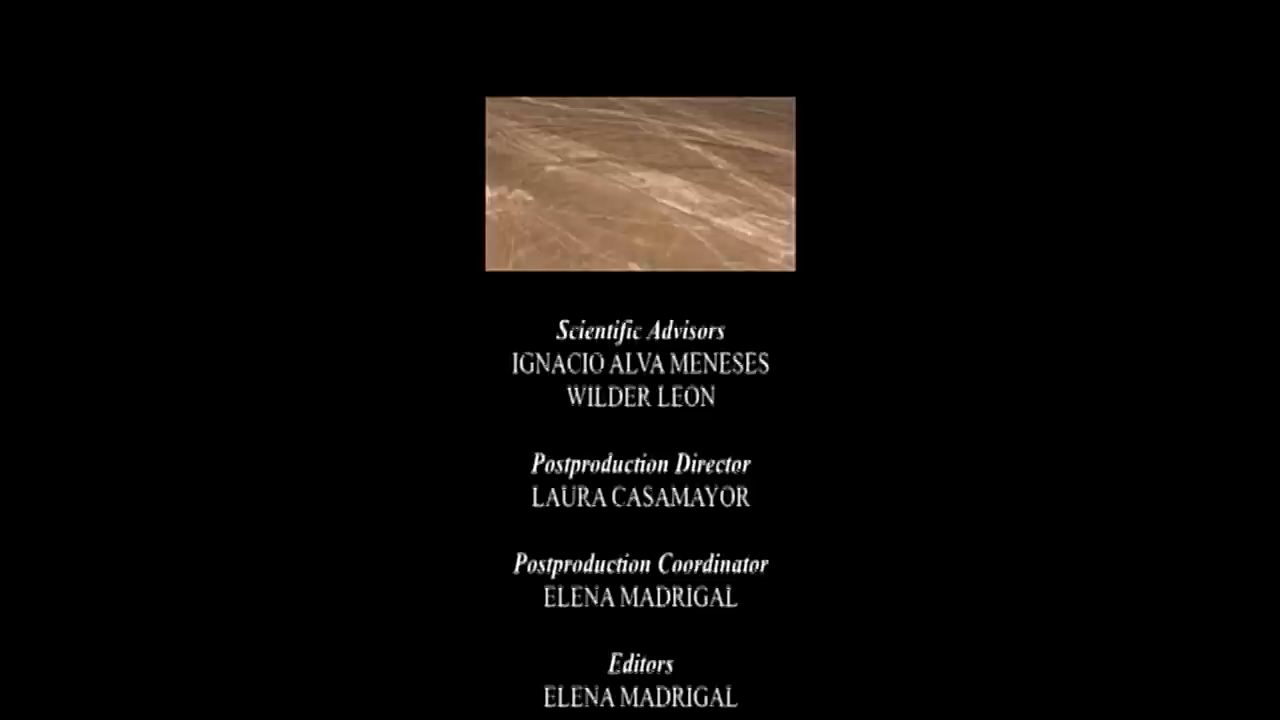 Scientific Advisors
IGNACIO ALVA MENESES
WILDER LEON
Postproduction Director
LAURA CASAMAYOR
Postproduction Coordinator
ELENA MADRIGAL
Editors
ELENA MADRIGAL